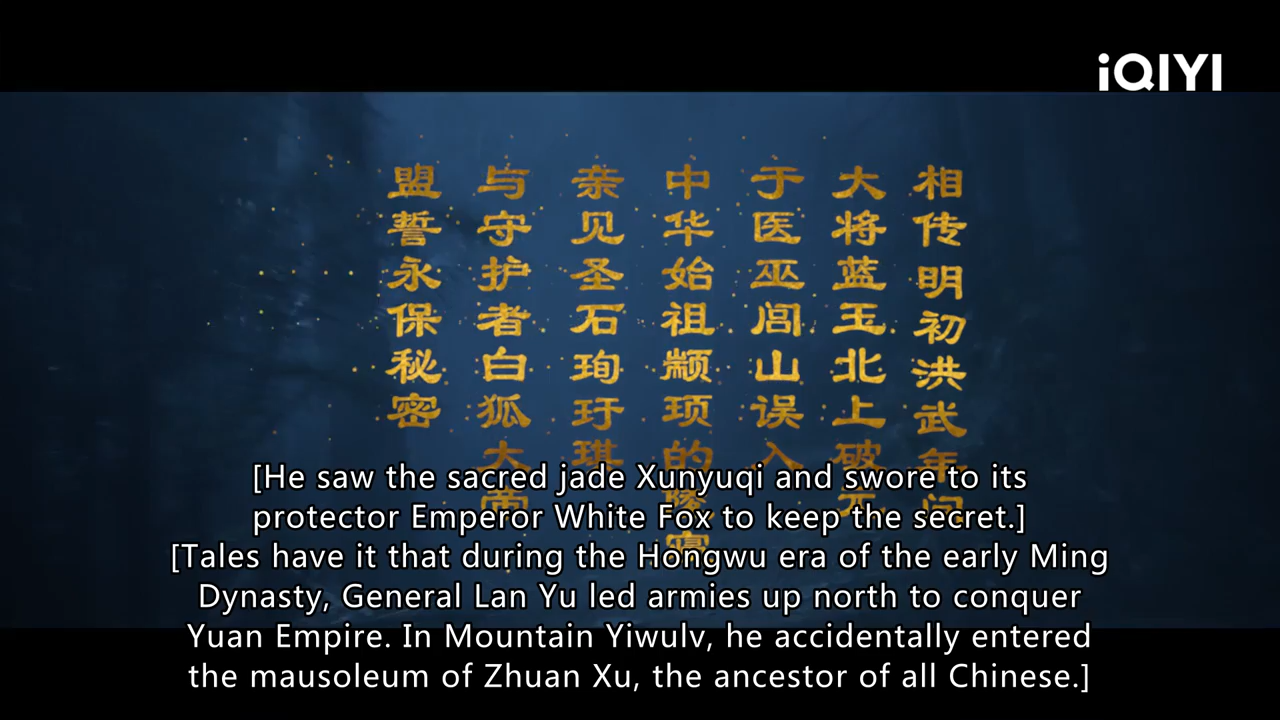 iQIYI
相传明初洪武年间
大将蓝玉北上破元
于医巫闾山误入
中华始祖颛顼的陵寝
亲见圣石珣玗琪
与守护者白狐大帝
盟誓永保秘密
[He saw the sacred jade Xunyuqi and swore to its
protector Emperor White Fox to keep the secret.]
[Tales have it that during the Hongwu era of the early Ming
Dynasty, General Lan Yu led armies up north to conquer
Yuan Empire. In Mountain Yiwulv, he accidentally entered
the mausoleum of Zhuan Xu, the ancestor of all Chinese.]